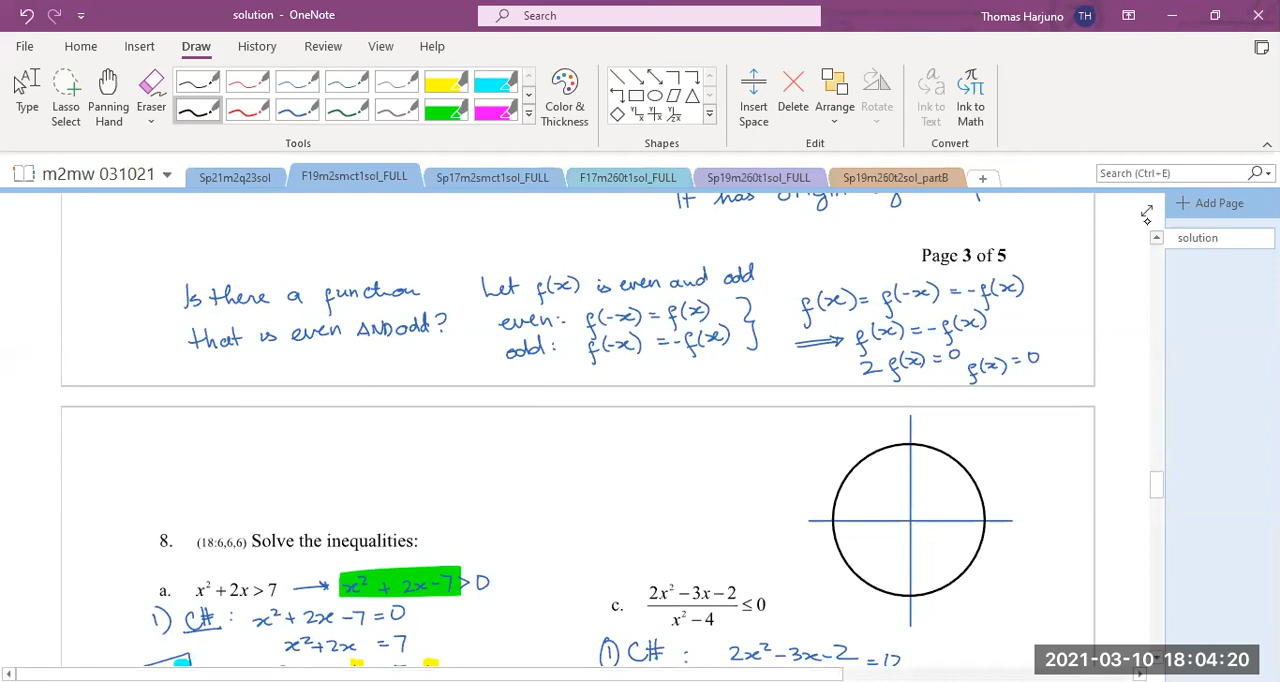 solution - OneNote
Search
Thomas Harjuno TH
File Home Insert Draw History Review View Help
Type
Lasso Select
Panning Hand
Eraser
Color & Thickness
Insert Space
Delete
Arrange
Rotate
Ink to Text
Ink to Math
Tools Shapes Edit Convert
m2mw 031021 Sp21m2q23sol F19m2smct1sol_FULL Sp17m2smct1sol_FULL F17m260t1sol_FULL Sp19m260t1sol_FULL Sp19m260t2sol_partB
Search (Ctrl+E)
Add Page
solution
It has origin
Page 3 of 5
Is there a function
that is even AND odd?
Let f(x) is even and odd
even: f(-x) = f(x)
odd: f(-x) = -f(x)
f(x) = f(-x) = -f(x)
⟹ f(x) = -f(x)
2f(x) = 0 f(x) = 0
8. (18:6,6,6) Solve the inequalities:
a. x² + 2x > 7 → x² + 2x - 7 > 0
1) C# : x² + 2x - 7 = 0
x² + 2x = 7
c. (2x² - 3x - 2)/(x² - 4) ≤ 0
(1) C# : 2x² - 3x - 2
2021-03-10 18:04:20